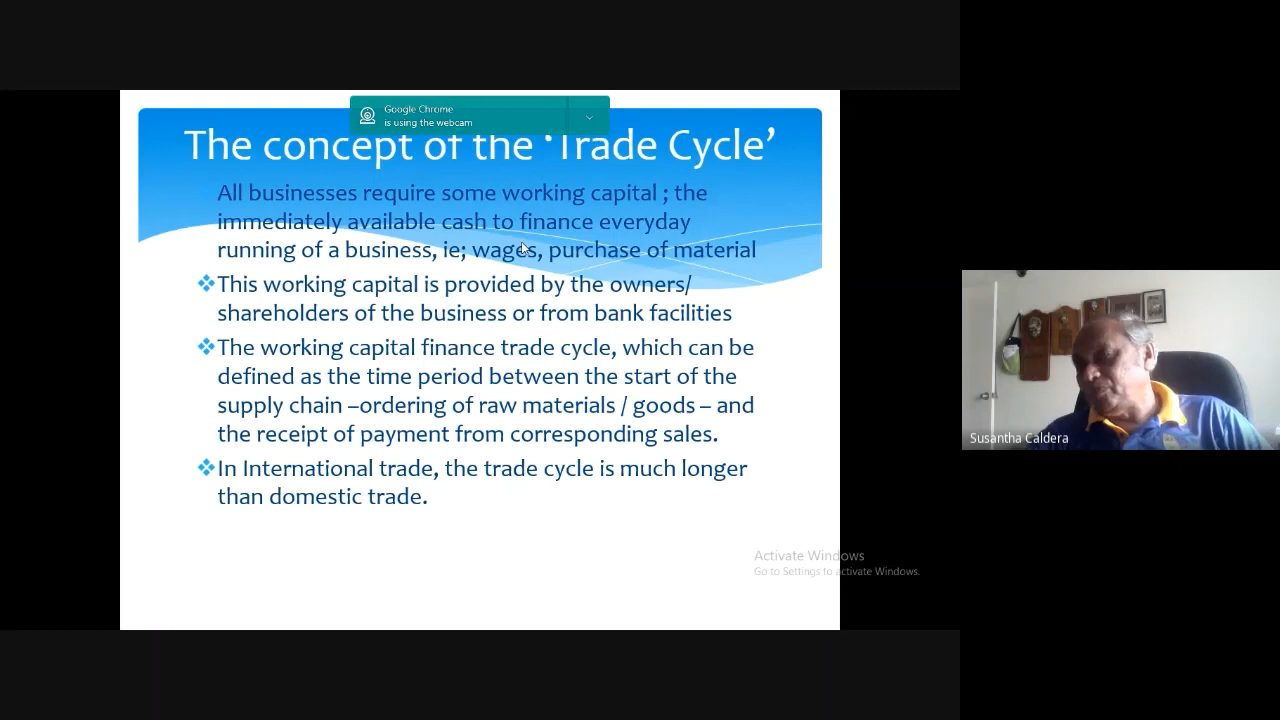 Google Chrome
is using the webcam
The concept of the ‘Trade Cycle’
All businesses require some working capital ; the
immediately available cash to finance everyday
running of a business, ie; wages, purchase of material
This working capital is provided by the owners/
shareholders of the business or from bank facilities
The working capital finance trade cycle, which can be
defined as the time period between the start of the
supply chain –ordering of raw materials / goods – and
the receipt of payment from corresponding sales.
In International trade, the trade cycle is much longer
than domestic trade.
Susantha Caldera
Activate Windows
Go to Settings to activate Windows.